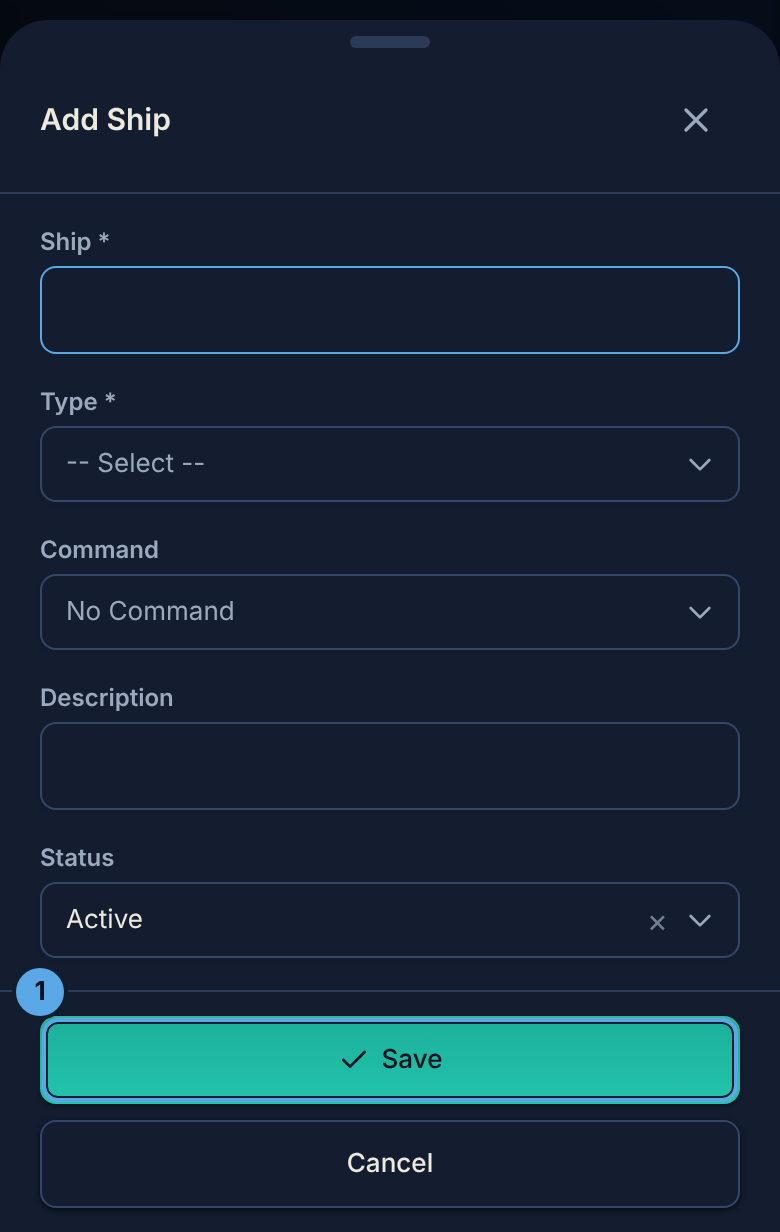 Add Ship
Ship *
Type *
-- Select --
Command
No Command
Description
Status
Active
1
Save
Cancel